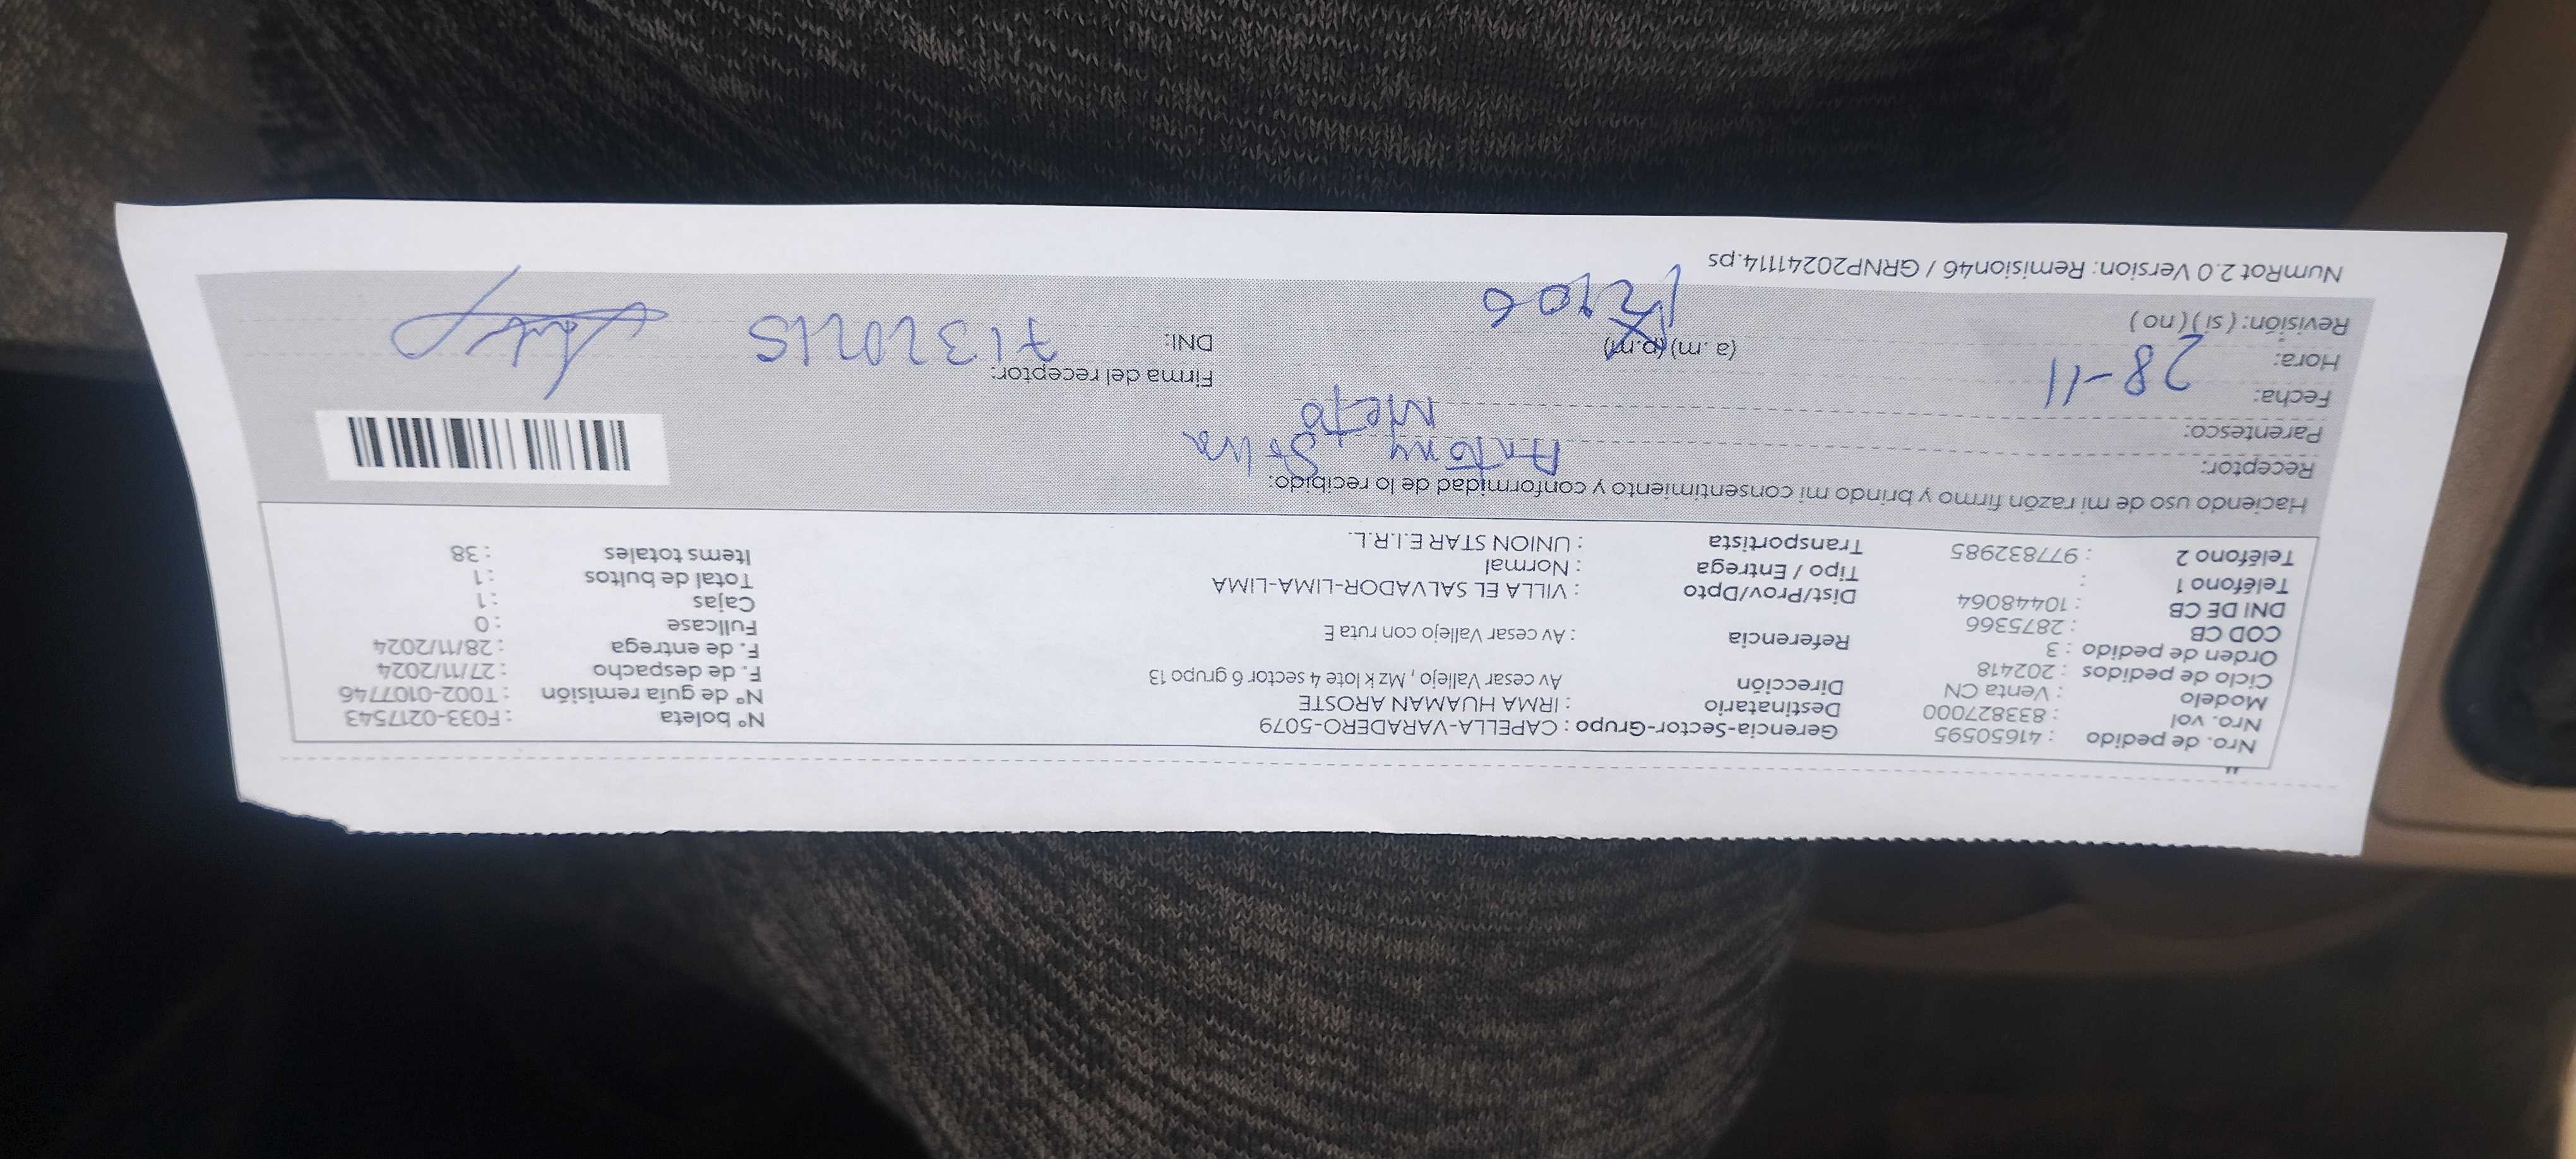 Nro. de pedido : 41650595 Gerencia-Sector-Grupo : CAPELLA-VARADERO-5079 N° boleta : F033-0217543
Nro. vol : 833827000 Destinatario : IRMA HUAMAN AROSTE N° de guía remisión : T002-0107746
Modelo : Venta CN Dirección Av cesar Vallejo , Mz k lote 4 sector 6 grupo 13 F. de despacho : 27/11/2024
Ciclo de pedidos : 202418 F. de entrega : 28/11/2024
Orden de pedido : 3 Referencia : Av cesar Vallejo con ruta E Fullcase : 0
COD CB : 2875366 Cajas : 1
DNI DE CB : 10448064 Dist/Prov/Dpto : VILLA EL SALVADOR-LIMA-LIMA Total de bultos : 1
Teléfono 1 : Tipo / Entrega : Normal Items totales : 38
Teléfono 2 : 977832985 Transportista : UNION STAR E.I.R.L.
Haciendo uso de mi razón firmo y brindo mi consentimiento y conformidad de lo recibido:
Receptor: Antony Silva
Parentesco: Nieto
Fecha: 28-11 Firma del receptor:
Hora: (a. m) (p.m) DNI:
Revisión: ( sí ) ( no )
NumRot 2.0 Version: Remision46 / GRNP20241114.ps